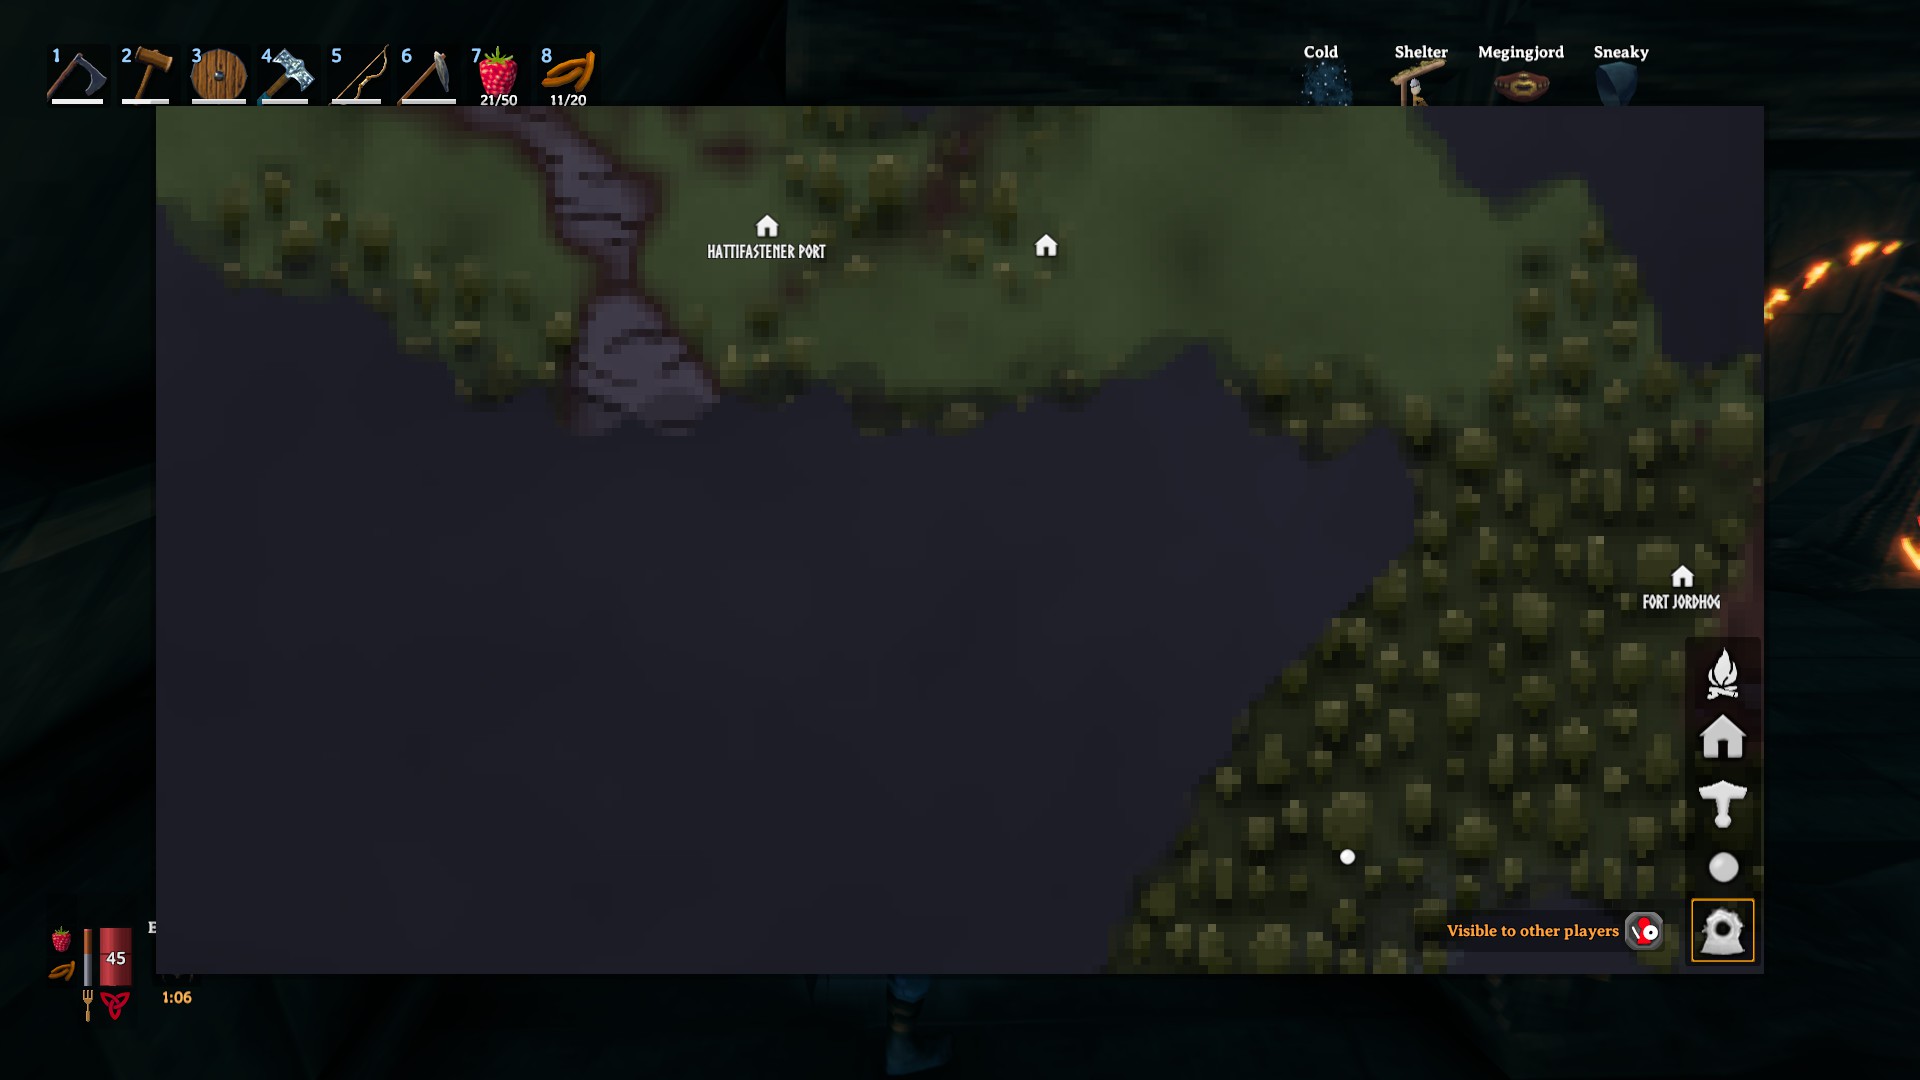 1 2 3 4 5 6 7 8
21/50 11/20
Cold Shelter Megingjord Sneaky
HATTIFASTENER PORT
FORT JORDHOG
Visible to other players
45
1:06